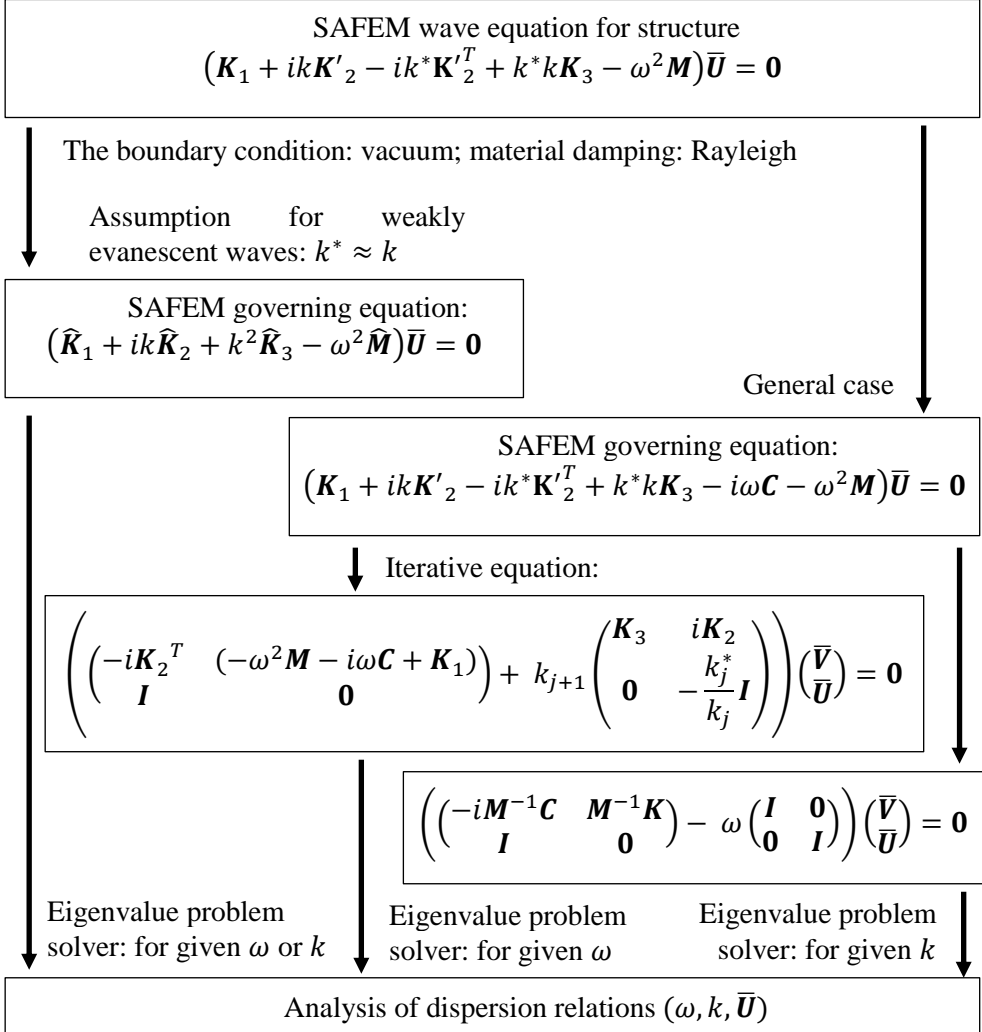 SAFEM wave equation for structure
(𝑲₁ + 𝑖𝑘𝑲′₂ − 𝑖𝑘*𝐊′₂ᵀ + 𝑘*𝑘𝑲₃ − 𝜔²𝑴)𝑼̅ = 𝟎
The boundary condition: vacuum; material damping: Rayleigh
Assumption for weakly
evanescent waves: 𝑘* ≈ 𝑘
SAFEM governing equation:
(𝑲̂₁ + 𝑖𝑘𝑲̂₂ + 𝑘²𝑲̂₃ − 𝜔²𝑴̂)𝑼̅ = 𝟎
General case
SAFEM governing equation:
(𝑲₁ + 𝑖𝑘𝑲′₂ − 𝑖𝑘*𝐊′₂ᵀ + 𝑘*𝑘𝑲₃ − 𝑖𝜔𝑪 − 𝜔²𝑴)𝑼̅ = 𝟎
Iterative equation:
((−𝑖𝑲₂ᵀ (−𝜔²𝑴 − 𝑖𝜔𝑪 + 𝑲₁) ; 𝑰 𝟎) + 𝑘ⱼ₊₁ (𝑲₃ 𝑖𝑲₂ ; 𝟎 −(𝑘ⱼ*/𝑘ⱼ)𝑰)) (𝑽̅ ; 𝑼̅) = 𝟎
((−𝑖𝑴⁻¹𝑪 𝑴⁻¹𝑲 ; 𝑰 𝟎) − 𝜔 (𝑰 𝟎 ; 𝟎 𝑰)) (𝑽̅ ; 𝑼̅) = 𝟎
Eigenvalue problem
solver: for given 𝜔 or 𝑘
Eigenvalue problem
solver: for given 𝜔
Eigenvalue problem
solver: for given 𝑘
Analysis of dispersion relations (𝜔, 𝑘, 𝑼̅)